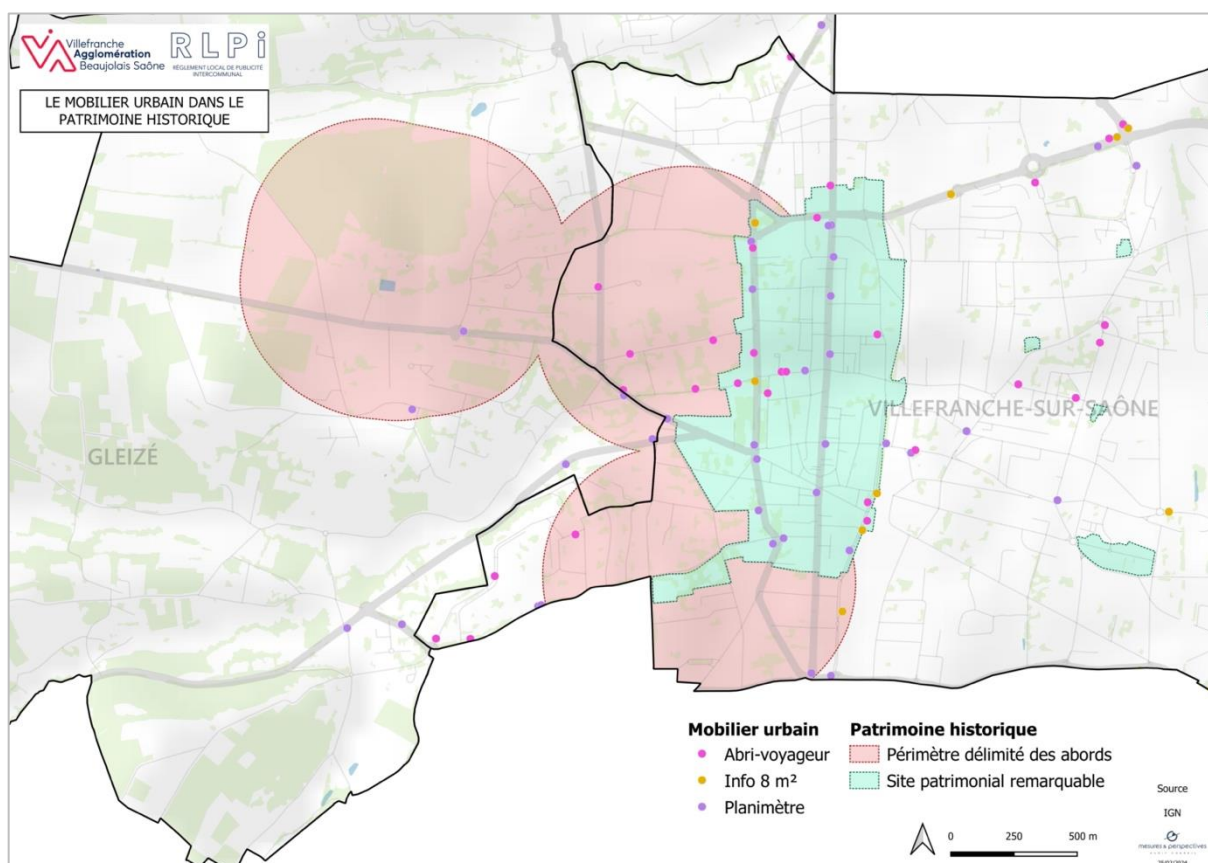 Villefranche
Agglomération
Beaujolais Saône
RLPi
RÈGLEMENT LOCAL DE PUBLICITÉ
INTERCOMMUNAL
LE MOBILIER URBAIN DANS LE
PATRIMOINE HISTORIQUE
VILLEFRANCHE-SUR-SAÔNE
GLEIZÉ
Mobilier urbain
Abri-voyageur
Info 8 m²
Planimètre
Patrimoine historique
Périmètre délimité des abords
Site patrimonial remarquable
0 250 500 m
Source
IGN
mesures & perspectives